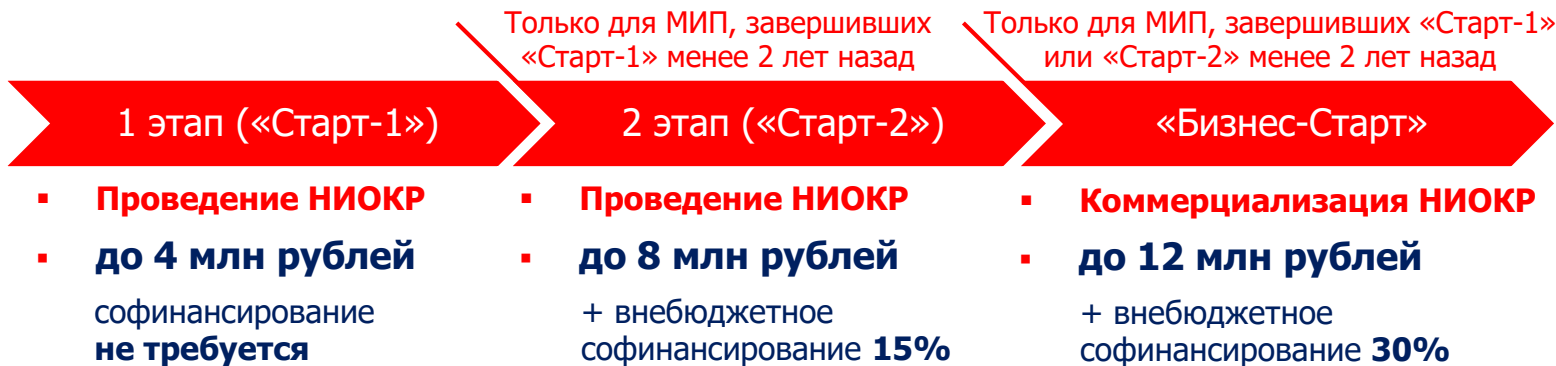 Только для МИП, завершивших
«Старт-1» менее 2 лет назад
Только для МИП, завершивших «Старт-1»
или «Старт-2» менее 2 лет назад
1 этап («Старт-1»)
2 этап («Старт-2»)
«Бизнес-Старт»
▪ Проведение НИОКР
▪ до 4 млн рублей
софинансирование
не требуется
▪ Проведение НИОКР
▪ до 8 млн рублей
+ внебюджетное
софинансирование 15%
▪ Коммерциализация НИОКР
▪ до 12 млн рублей
+ внебюджетное
софинансирование 30%